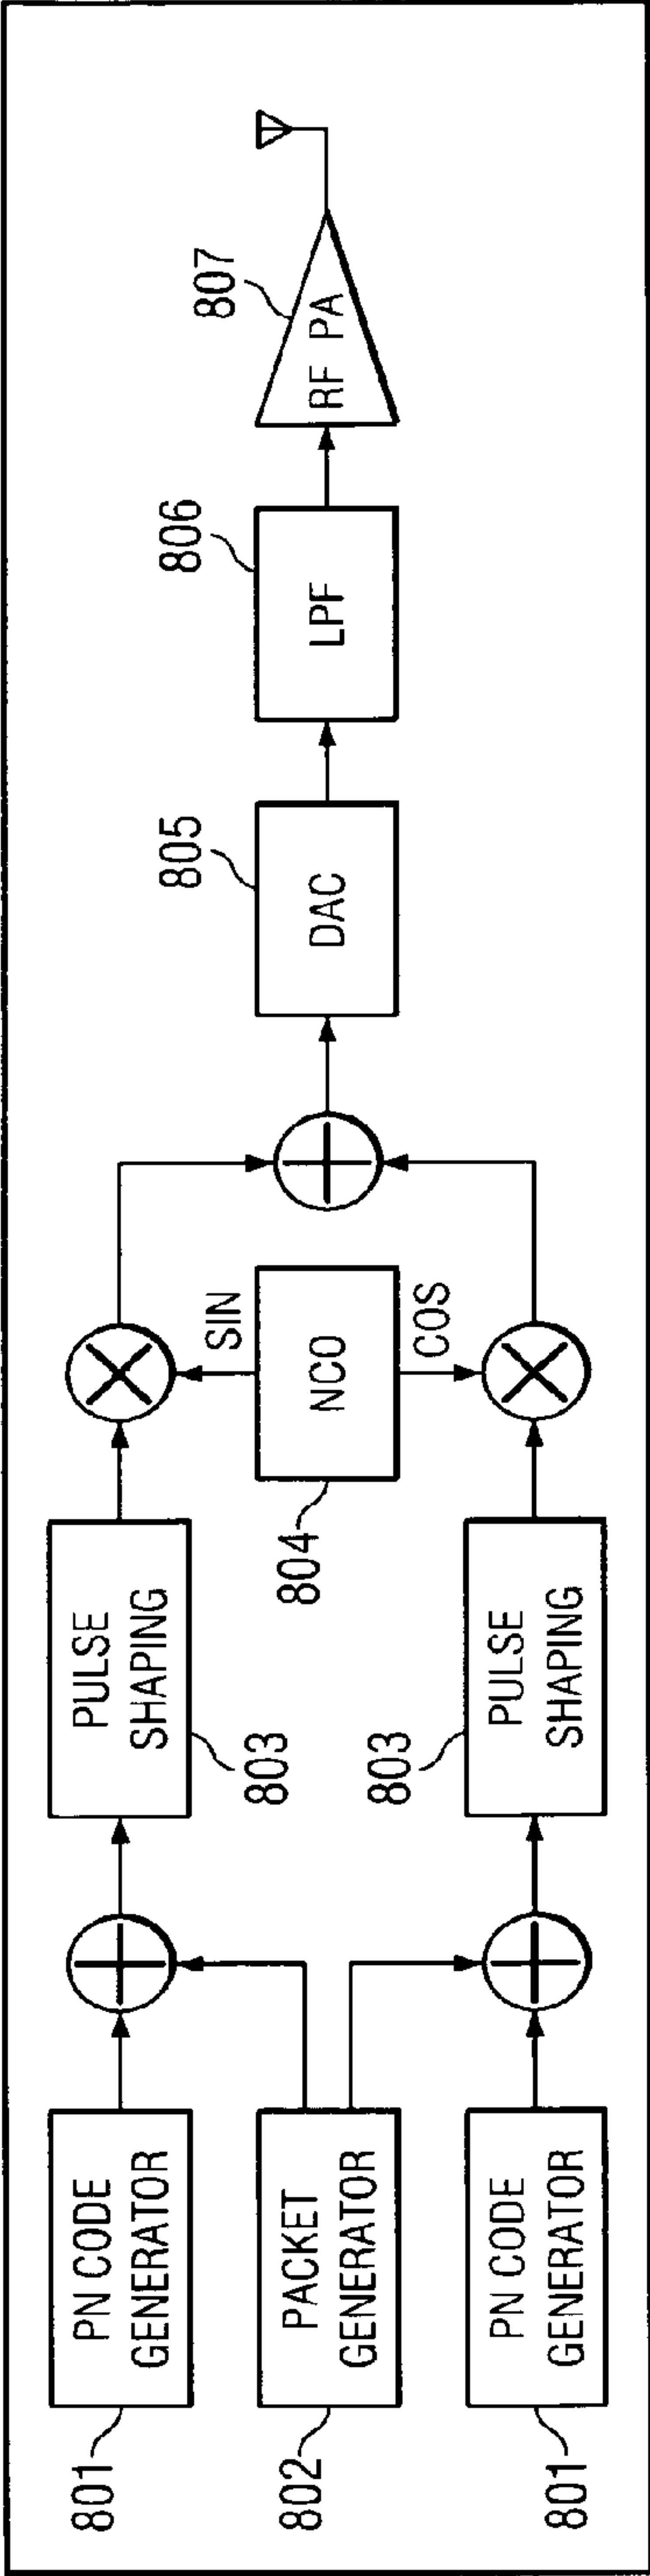 801
PN CODE
GENERATOR
802
PACKET
GENERATOR
801
PN CODE
GENERATOR
PULSE
SHAPING
803
PULSE
SHAPING
803
804
NCO
SIN
COS
DAC
805
LPF
806
RF PA
807